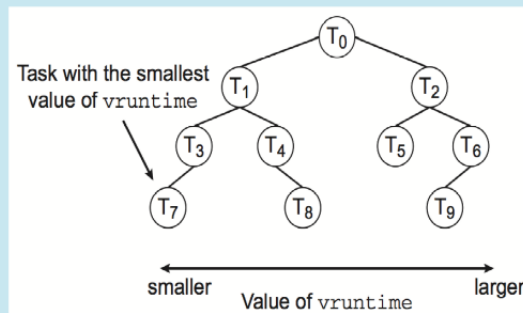 T0
Task with the smallest
value of vruntime
T1
T2
T3
T4
T5
T6
T7
T8
T9
smaller
larger
Value of vruntime